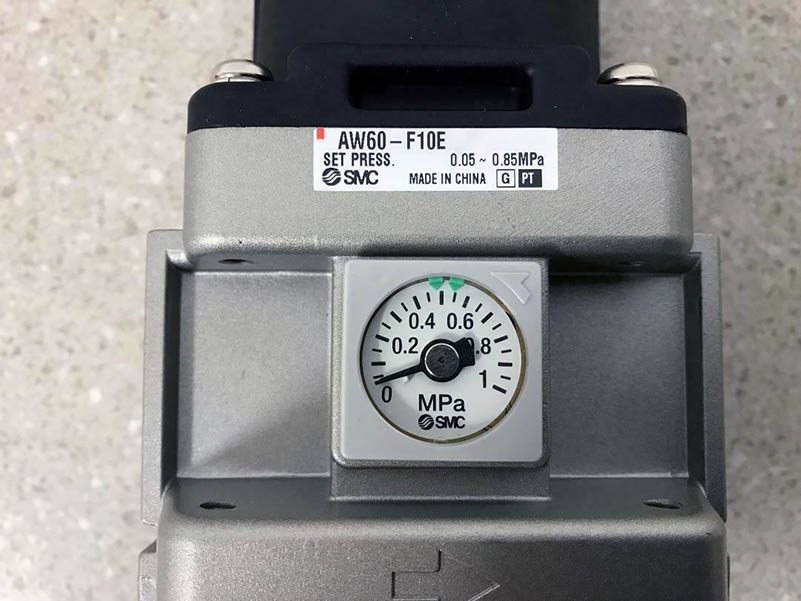 AW60-F10E
SET PRESS. 0.05 ~ 0.85MPa
SMC MADE IN CHINA G PT
0.4 0.6
0.2 0.8
0 1
MPa
SMC